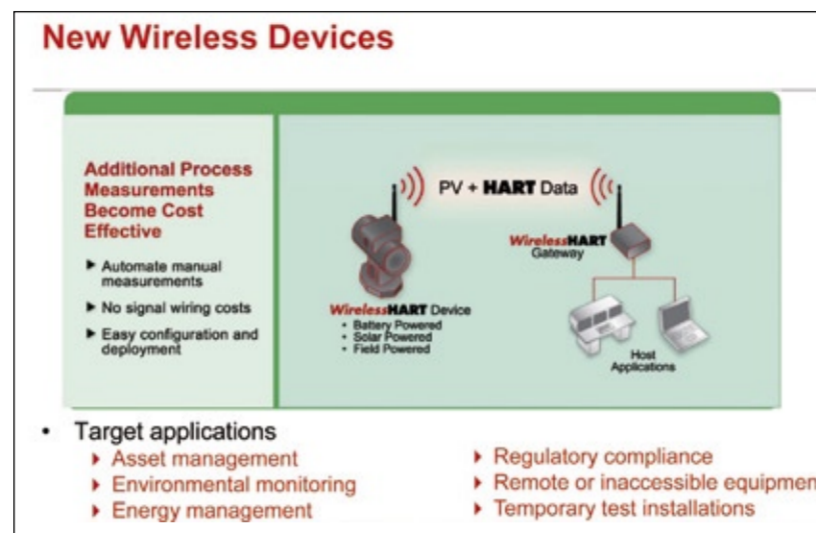 New Wireless Devices
Additional Process
Measurements
Become Cost
Effective
▶ Automate manual
measurements
▶ No signal wiring costs
▶ Easy configuration and
deployment
PV + HART Data
WirelessHART
Gateway
WirelessHART Device
• Battery Powered
• Solar Powered
• Field Powered
Host
Applications
• Target applications
▶ Asset management
▶ Environmental monitoring
▶ Energy management
▶ Regulatory compliance
▶ Remote or inaccessible equipmen
▶ Temporary test installations